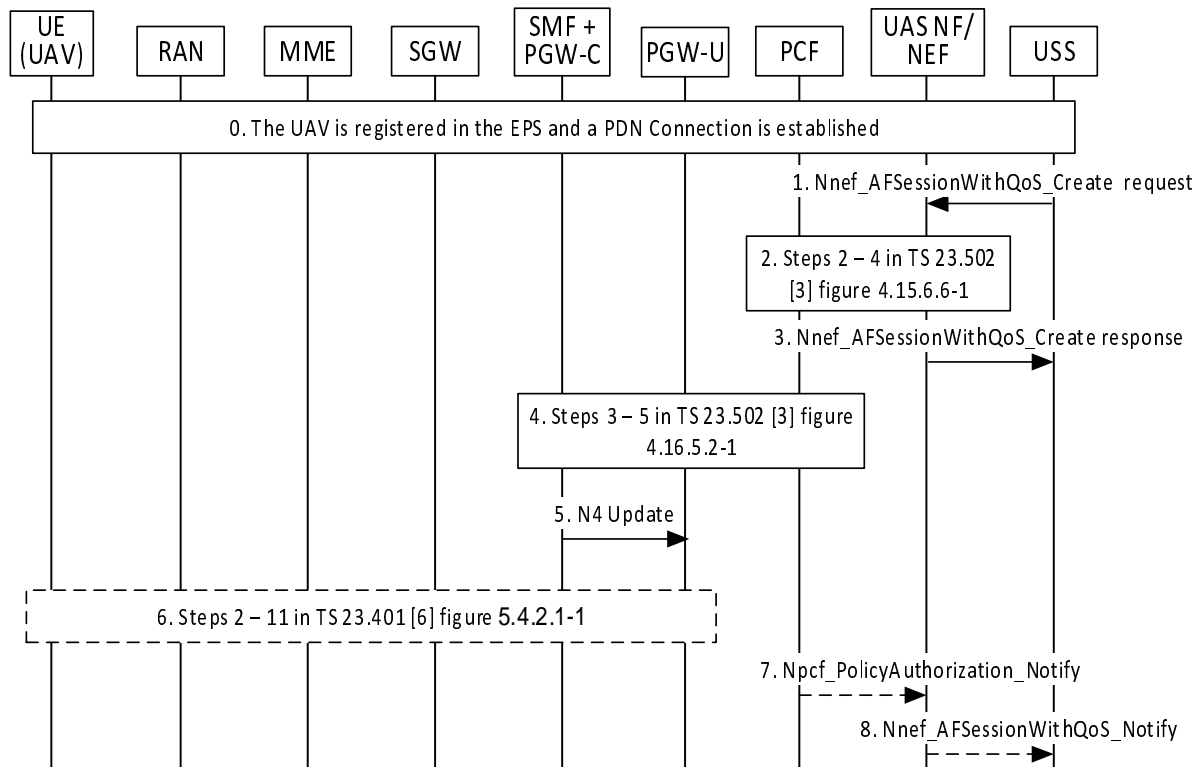 UE
(UAV)
RAN
MME
SGW
SMF +
PGW-C
PGW-U
PCF
UAS NF/
NEF
USS
0. The UAV is registered in the EPS and a PDN Connection is established
1. Nnef_AFSessionWithQoS_Create request
2. Steps 2 – 4 in TS 23.502
[3] figure 4.15.6.6-1
3. Nnef_AFSessionWithQoS_Create response
4. Steps 3 – 5 in TS 23.502 [3] figure
4.16.5.2-1
5. N4 Update
6. Steps 2 – 11 in TS 23.401 [6] figure 5.4.2.1-1
7. Npcf_PolicyAuthorization_Notify
8. Nnef_AFSessionWithQoS_Notify